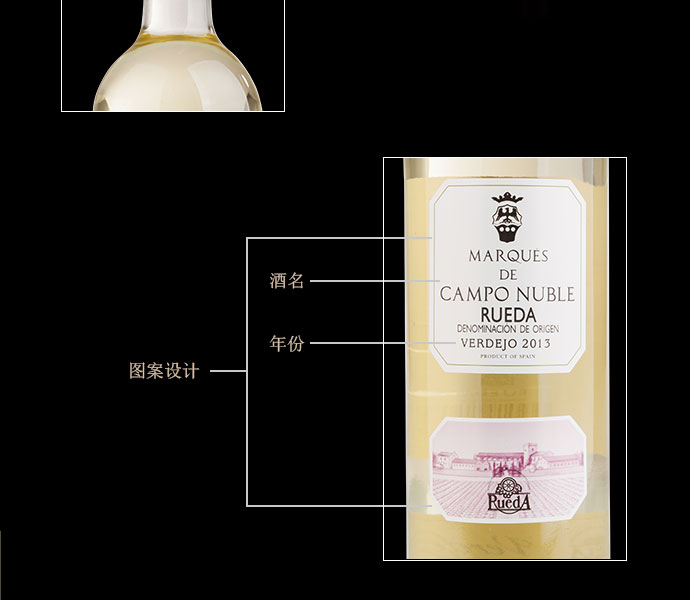 酒名
年份
图案设计
MARQUÉS
DE
CAMPO NUBLE
RUEDA
DENOMINACIÓN DE ORIGEN
VERDEJO 2013
PRODUCT OF SPAIN
RuedA